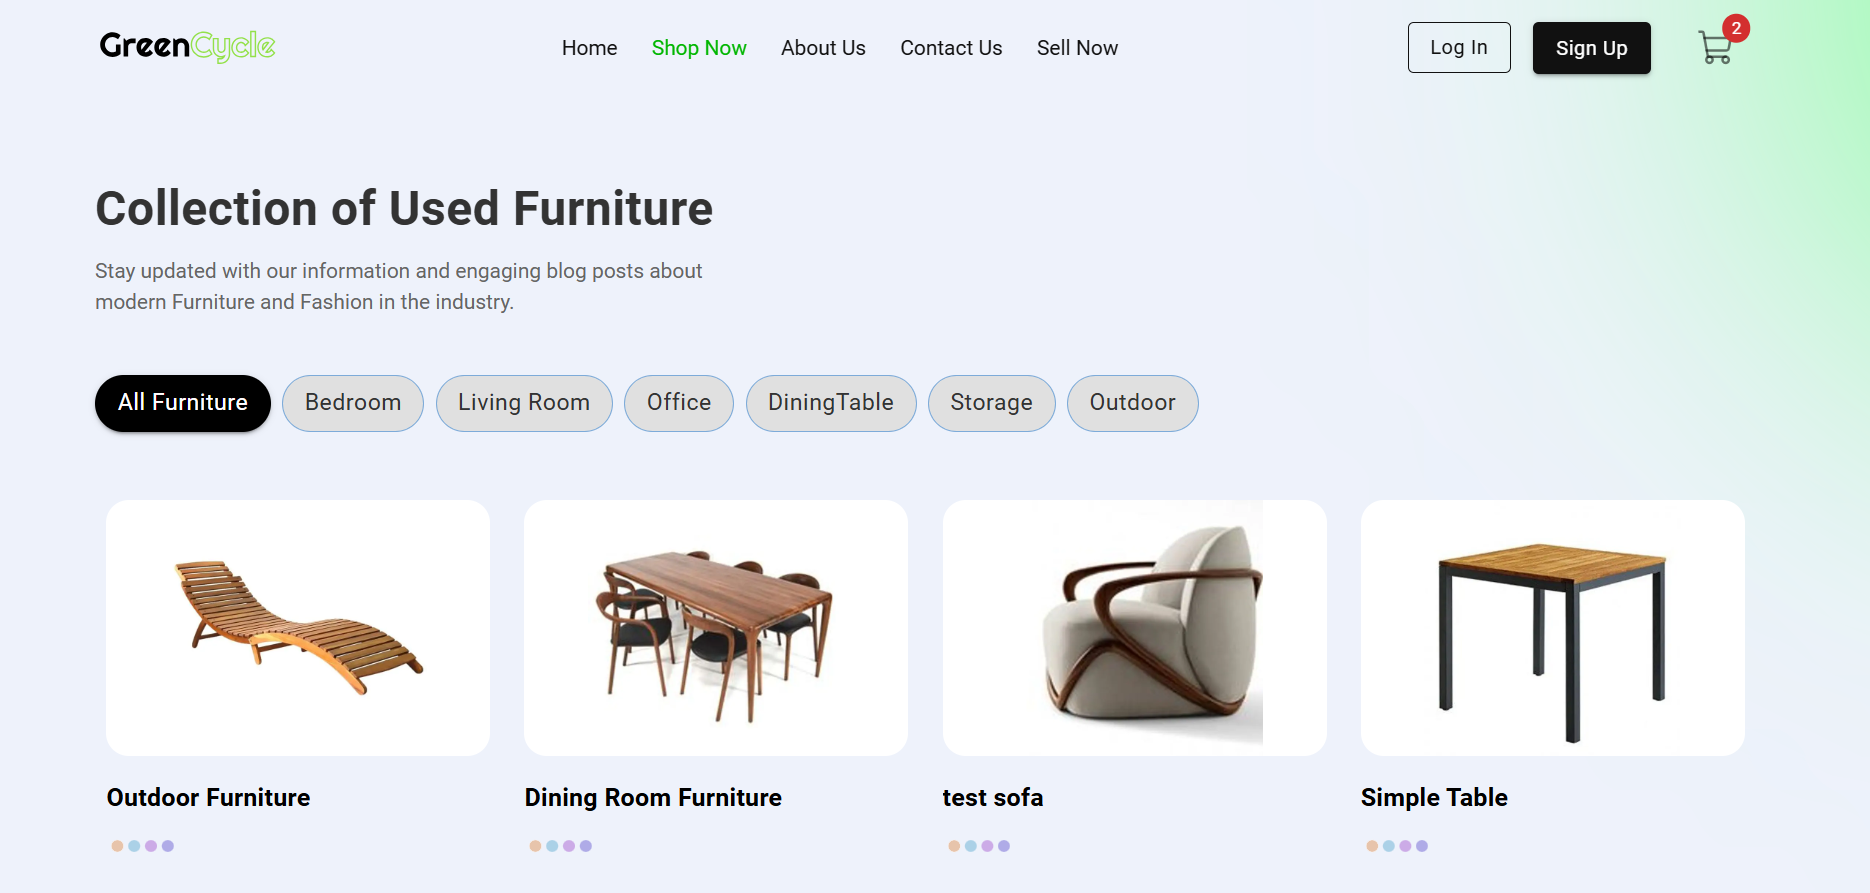 GreenCycle
Home
Shop Now
About Us
Contact Us
Sell Now
Log In
Sign Up
2
Collection of Used Furniture
Stay updated with our information and engaging blog posts about
modern Furniture and Fashion in the industry.
All Furniture
Bedroom
Living Room
Office
DiningTable
Storage
Outdoor
Outdoor Furniture
Dining Room Furniture
test sofa
Simple Table